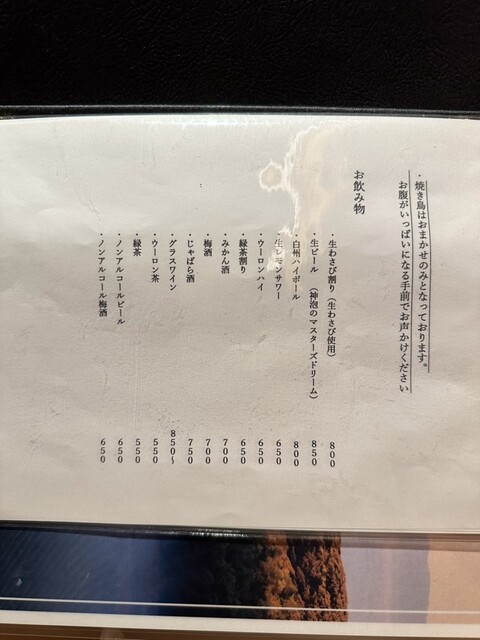 ・焼き鳥はおまかせのみとなっております。
お腹がいっぱいになる手前でお声かけください
お飲み物
・生わさび割り（生わさび使用） 800
・生ビール （神泡のマスターズドリーム） 850
・白州ハイボール 800
・生レモンサワー 650
・ウーロンハイ 650
・緑茶割り 650
・みかん酒 700
・梅酒 700
・じゃばら酒 750
・グラスワイン 850〜
・ウーロン茶 550
・緑茶 550
・ノンアルコールビール 650
・ノンアルコール梅酒 650